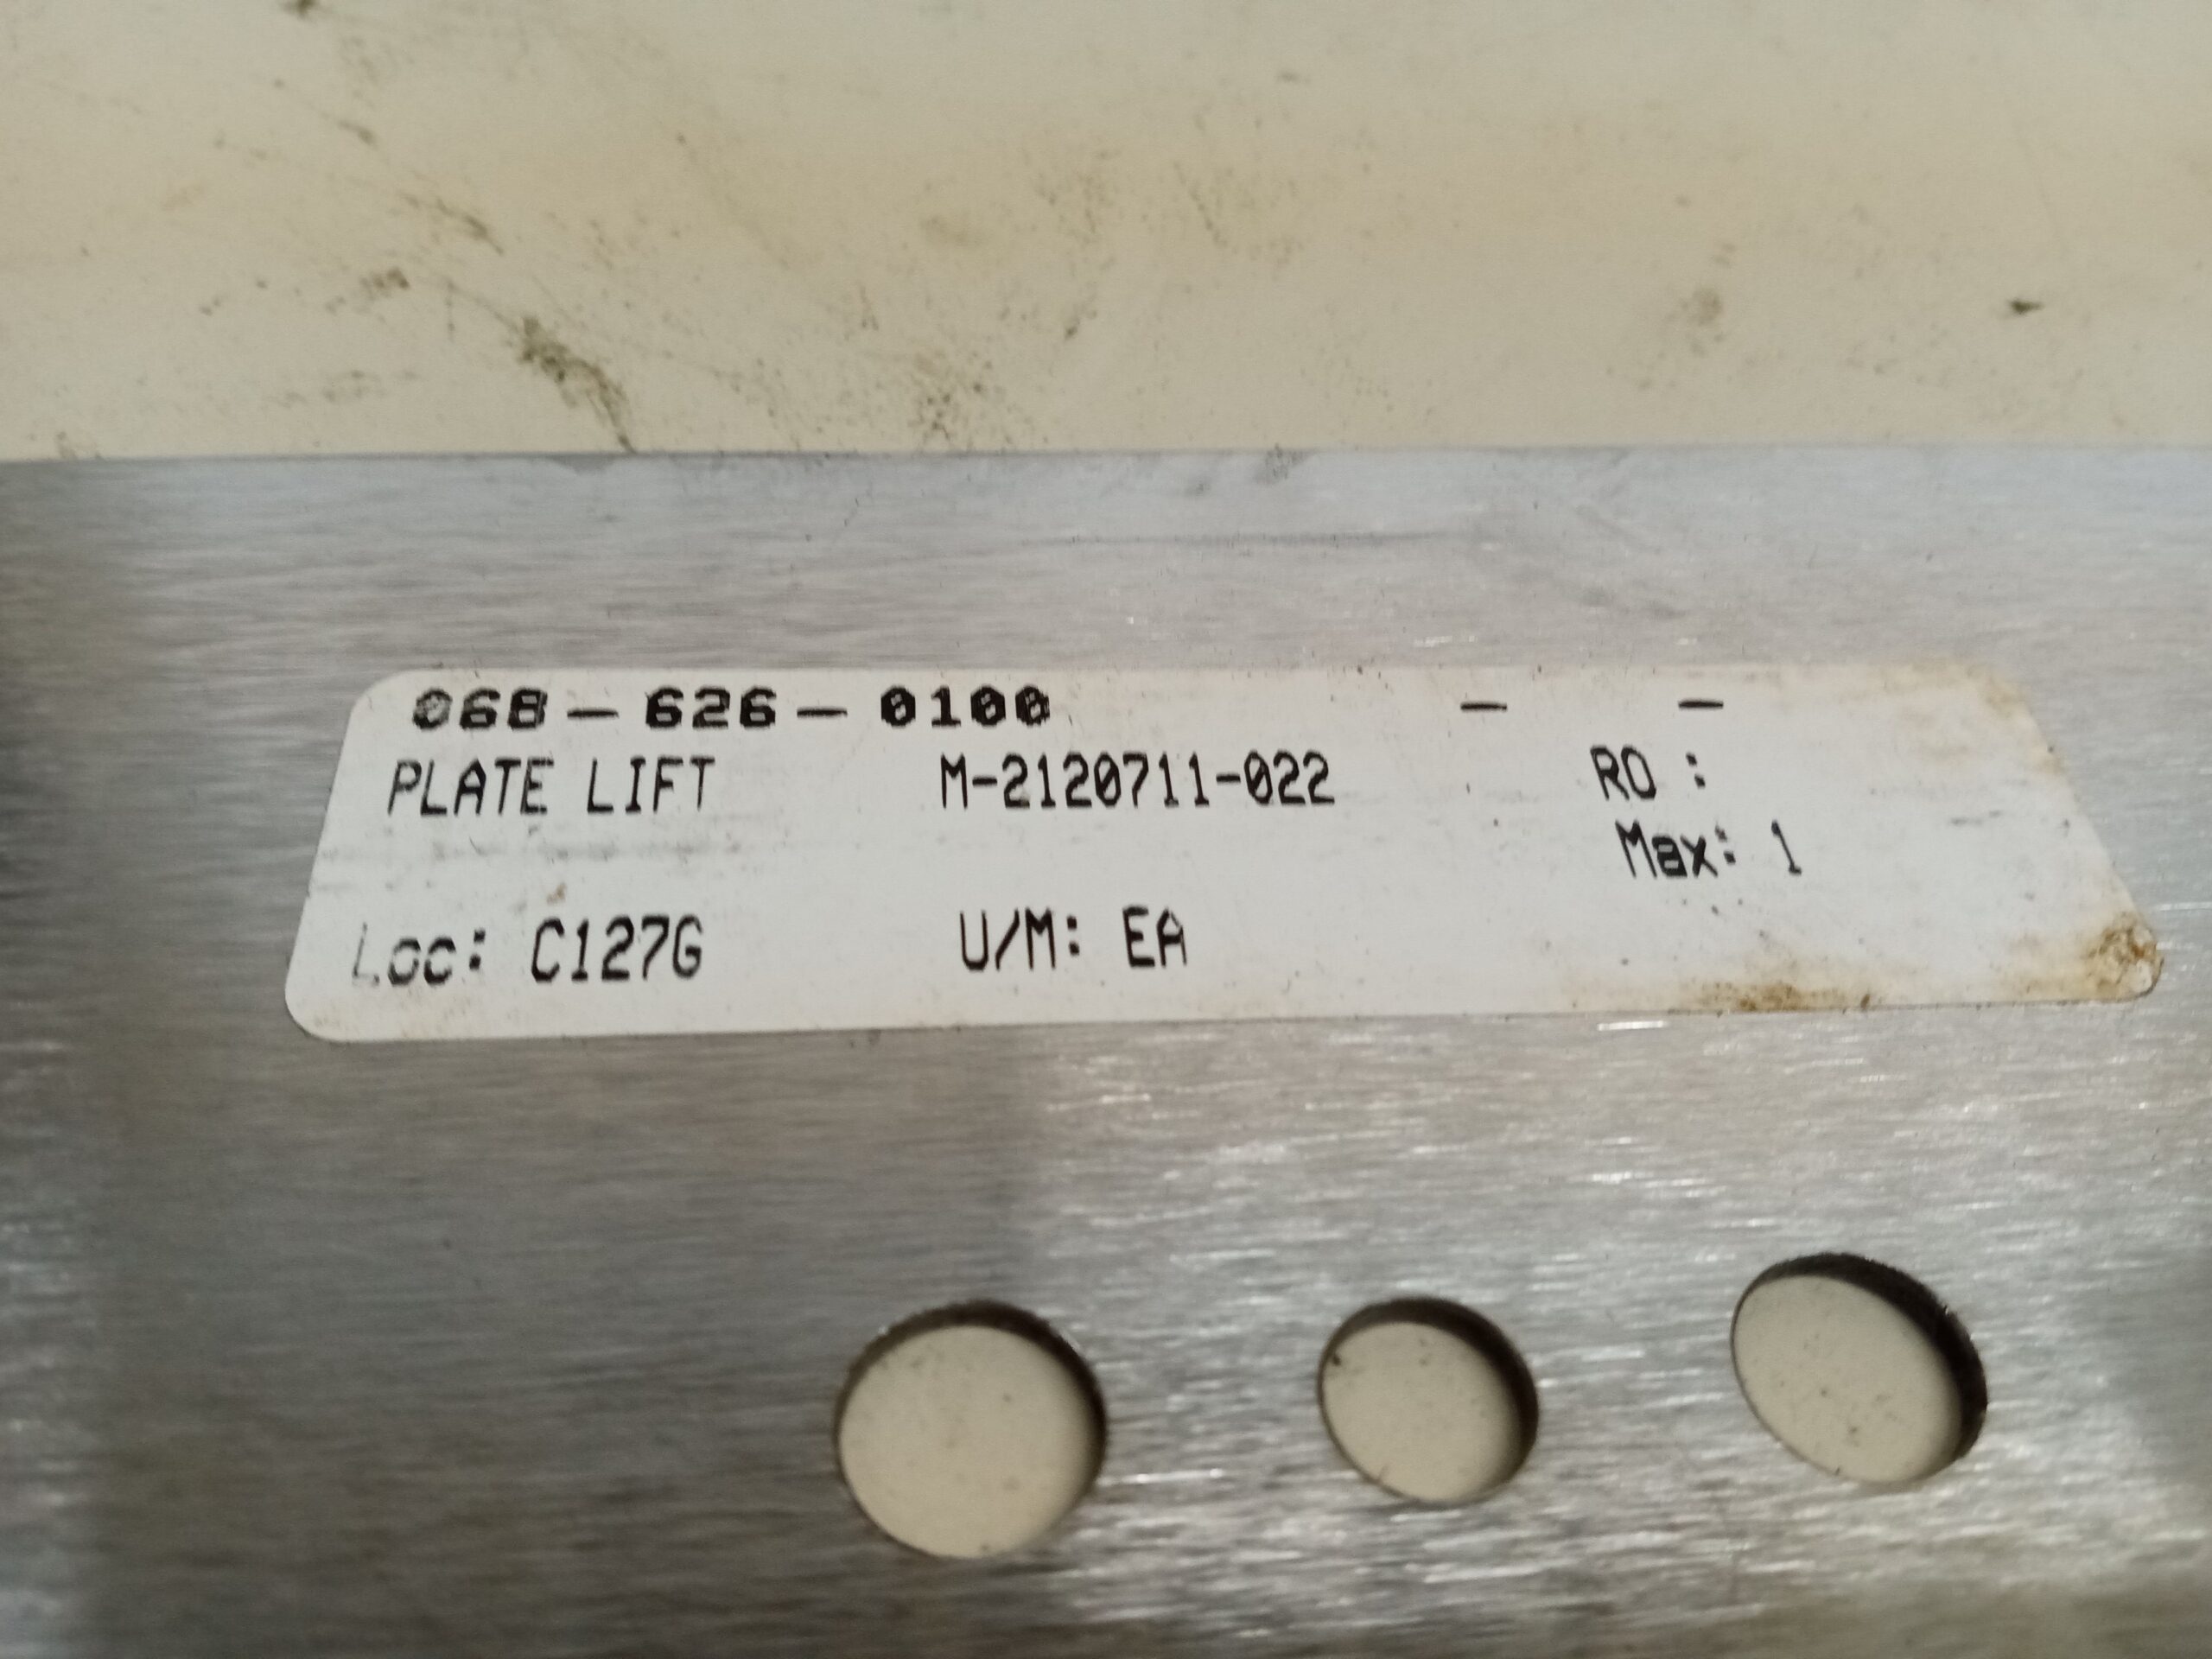 068-626-0100 - -
PLATE LIFT M-2120711-022 RO :
Max: 1
Loc: C127G U/M: EA